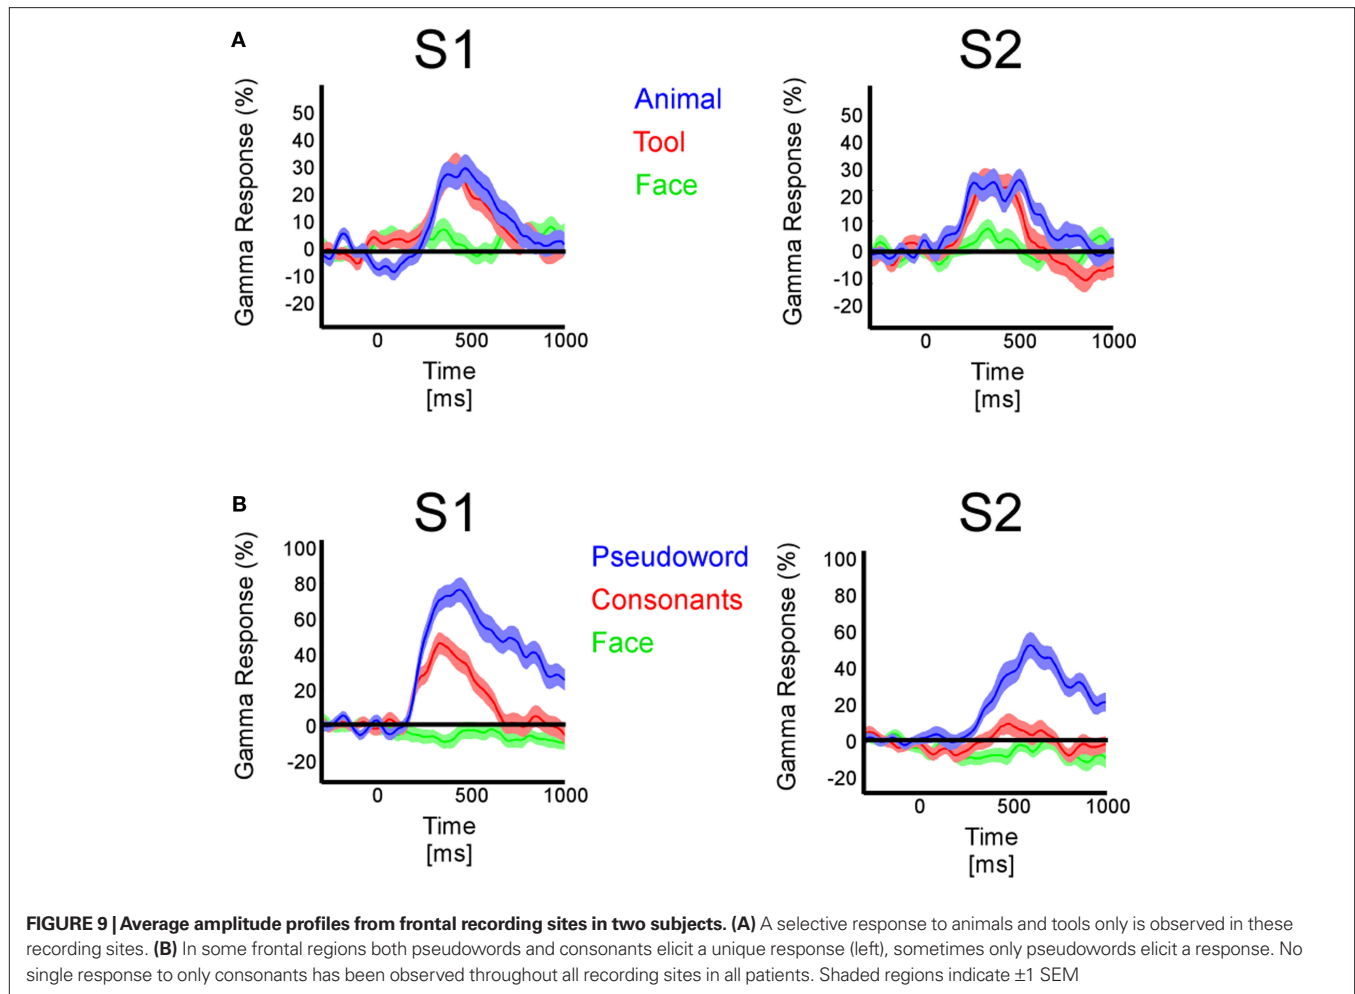 A
S1
S2
Gamma Response (%)
50
40
30
20
10
0
-10
-20
0 500 1000
Time
[ms]
Animal
Tool
Face
Gamma Response (%)
50
40
30
20
10
0
-10
-20
0 500 1000
Time
[ms]
B
S1
S2
Gamma Response (%)
100
80
60
40
20
0
-20
0 500 1000
Time
[ms]
Pseudoword
Consonants
Face
Gamma Response (%)
100
80
60
40
20
0
-20
0 500 1000
Time
[ms]
FIGURE 9 | Average amplitude profiles from frontal recording sites in two subjects. (A) A selective response to animals and tools only is observed in these
recording sites. (B) In some frontal regions both pseudowords and consonants elicit a unique response (left), sometimes only pseudowords elicit a response. No
single response to only consonants has been observed throughout all recording sites in all patients. Shaded regions indicate ±1 SEM